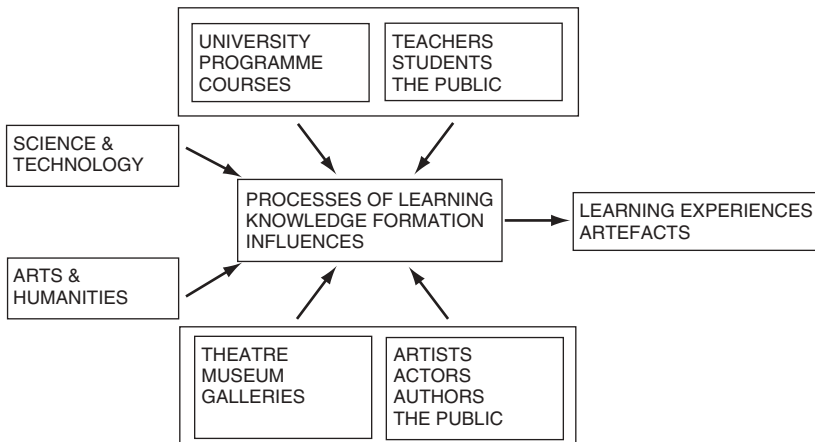 UNIVERSITY
PROGRAMME
COURSES
TEACHERS
STUDENTS
THE PUBLIC
SCIENCE &
TECHNOLOGY
PROCESSES OF LEARNING
KNOWLEDGE FORMATION
INFLUENCES
LEARNING EXPERIENCES
ARTEFACTS
ARTS &
HUMANITIES
THEATRE
MUSEUM
GALLERIES
ARTISTS
ACTORS
AUTHORS
THE PUBLIC